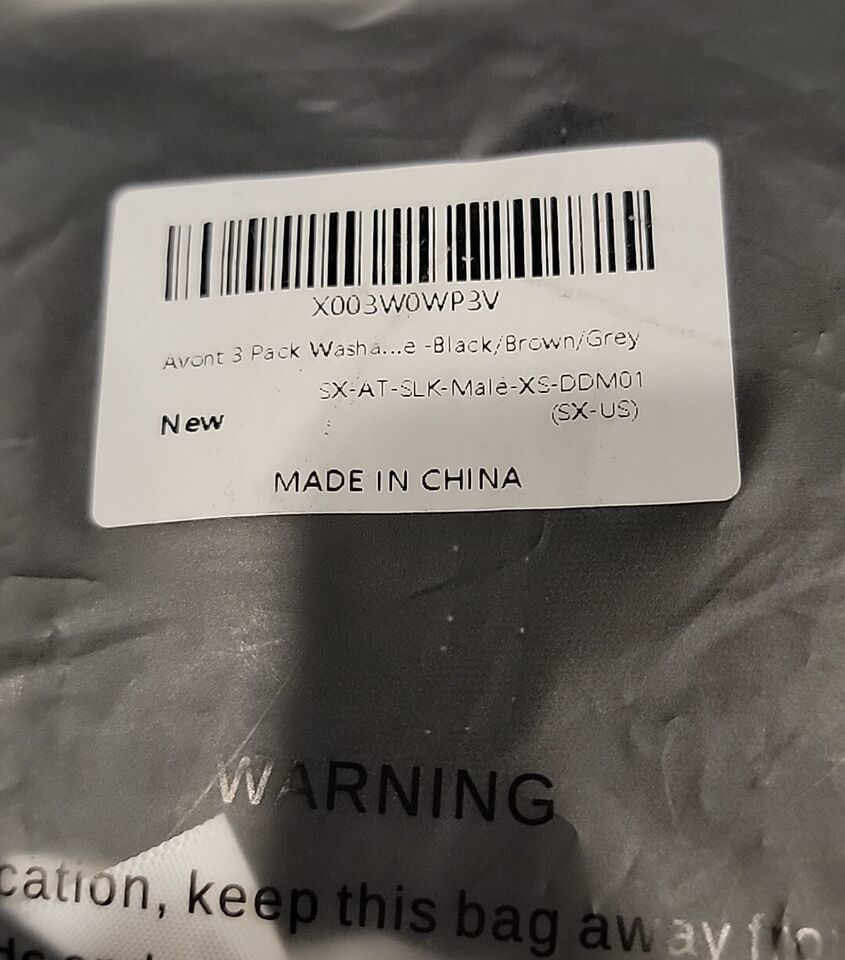 X003W0WP3V
Avont 3 Pack Washa...e -Black/Brown/Grey
SX-AT-SLK-Male-XS-DDM01
New
(SX-US)
MADE IN CHINA
WARNING
cation, keep this bag away fro